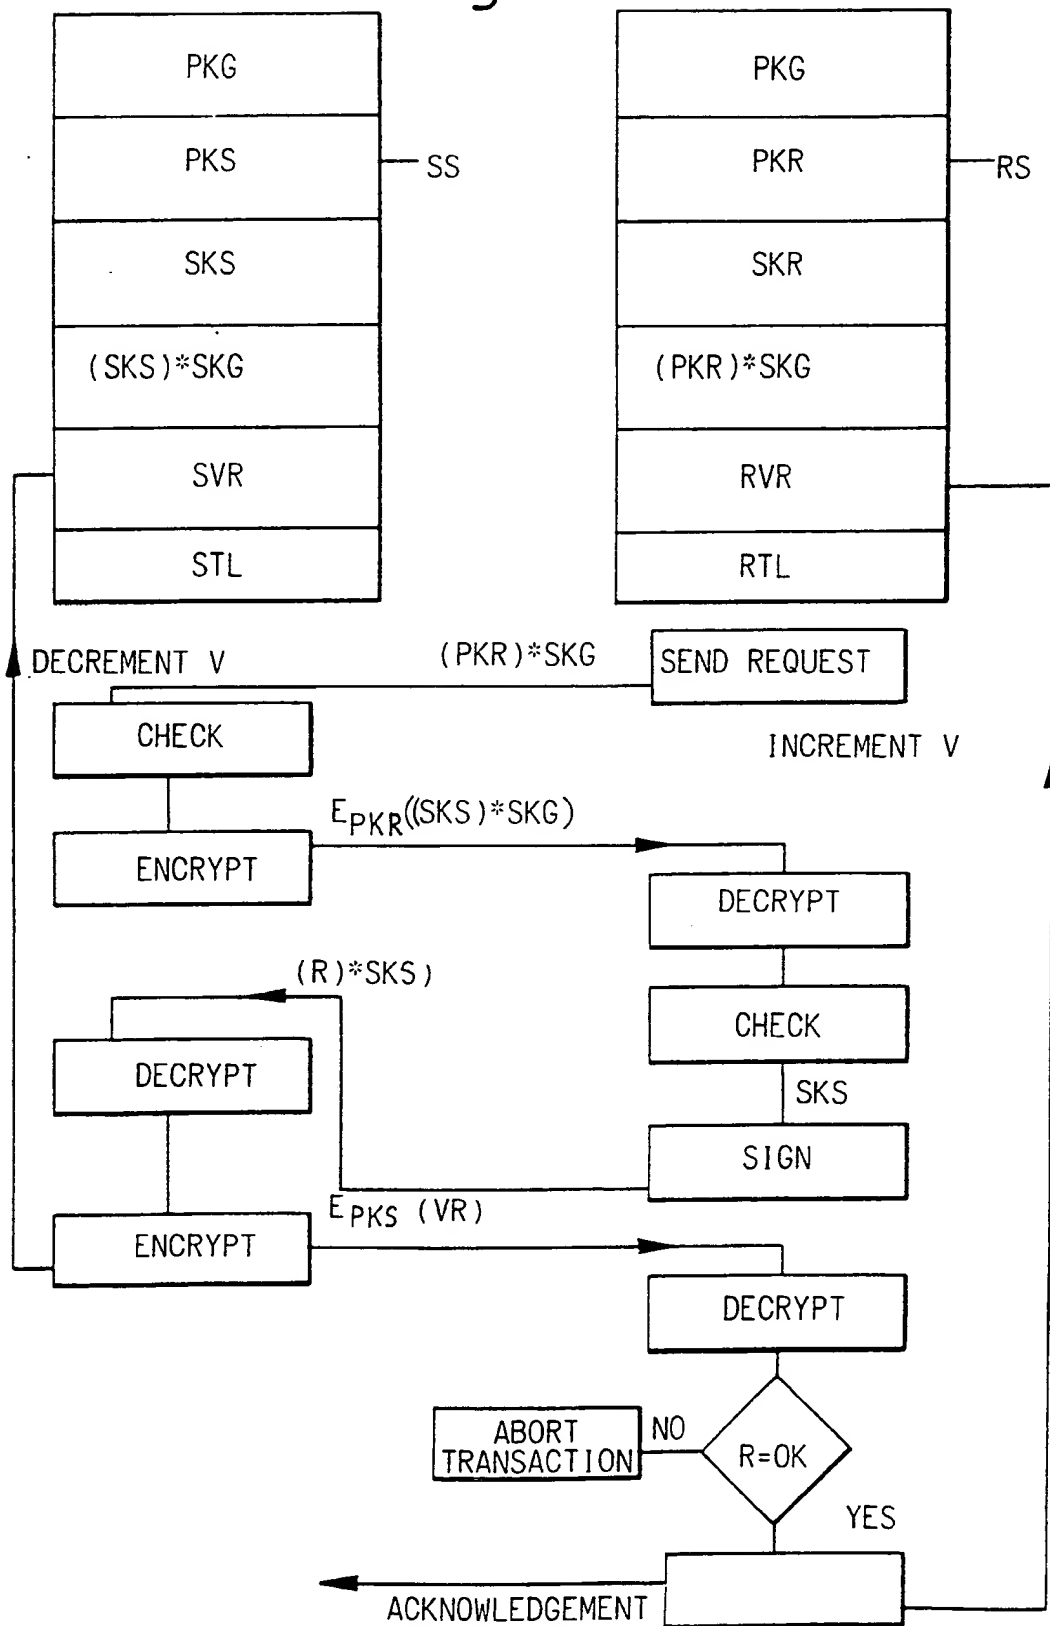 PKG
PKG
PKS
SS
PKR
RS
SKS
SKR
(SKS)*SKG
(PKR)*SKG
SVR
RVR
STL
RTL
DECREMENT V
(PKR)*SKG
SEND REQUEST
CHECK
INCREMENT V
EPKR((SKS)*SKG)
ENCRYPT
DECRYPT
(R)*SKS)
CHECK
DECRYPT
SKS
SIGN
EPKS (VR)
ENCRYPT
DECRYPT
ABORT
TRANSACTION
NO
R=OK
YES
ACKNOWLEDGEMENT